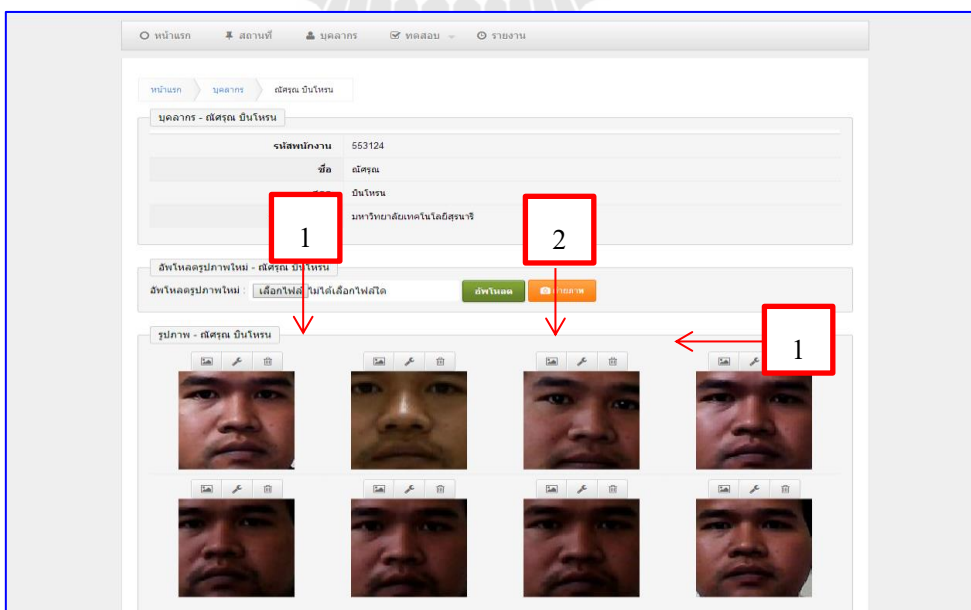 หน้าแรก สถานที่ บุคลากร ทดสอบ รายงาน
หน้าแรก บุคลากร ณัศรุณ บินโหรน
บุคลากร - ณัศรุณ บินโหรน
รหัสพนักงาน 553124
ชื่อ ณัศรุณ
บินโหรน
มหาวิทยาลัยเทคโนโลยีสุรนารี
1 2
อัพโหลดรูปภาพใหม่ - ณัศรุณ บินโหรน
อัพโหลดรูปภาพใหม่ : เลือกไฟล์ ไม่ได้เลือกไฟล์ใด อัพโหลด ถ่ายภาพ
รูปภาพ - ณัศรุณ บินโหรน
1